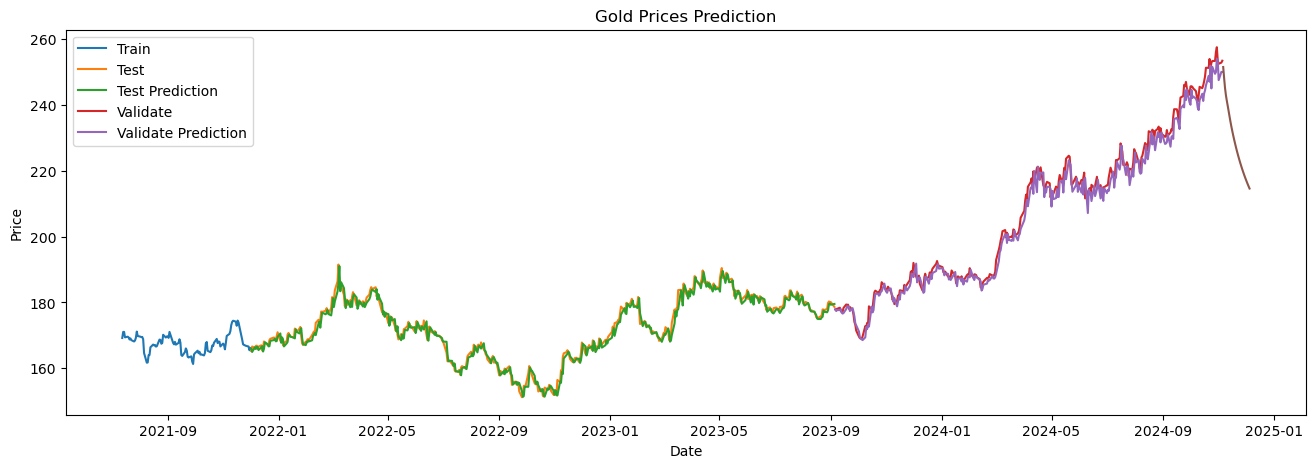 Gold Prices Prediction
Train
Test
Test Prediction
Validate
Validate Prediction
260
240
220
200
180
160
Price
2021-09 2022-01 2022-05 2022-09 2023-01 2023-05 2023-09 2024-01 2024-05 2024-09 2025-01
Date